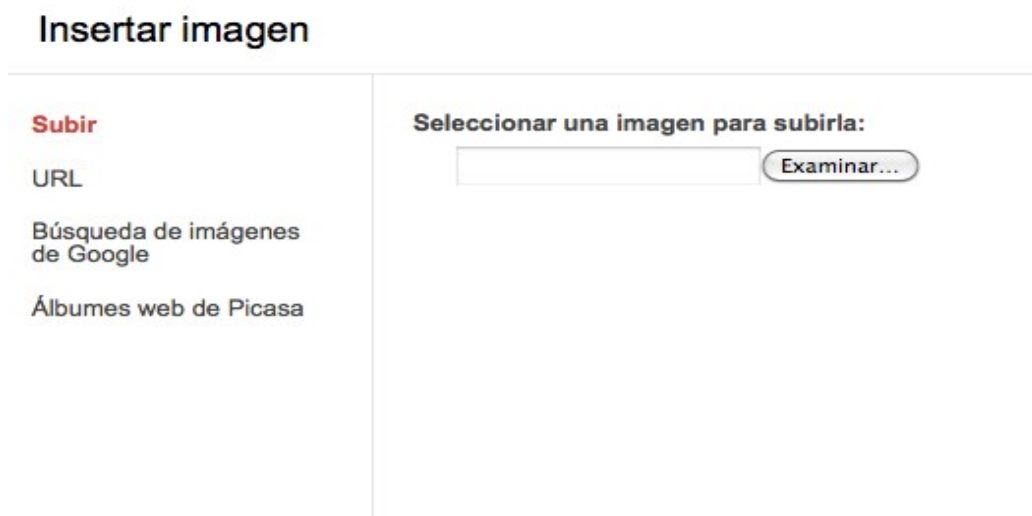 Insertar imagen
Subir
URL
Búsqueda de imágenes
de Google
Álbumes web de Picasa
Seleccionar una imagen para subirla:
Examinar...